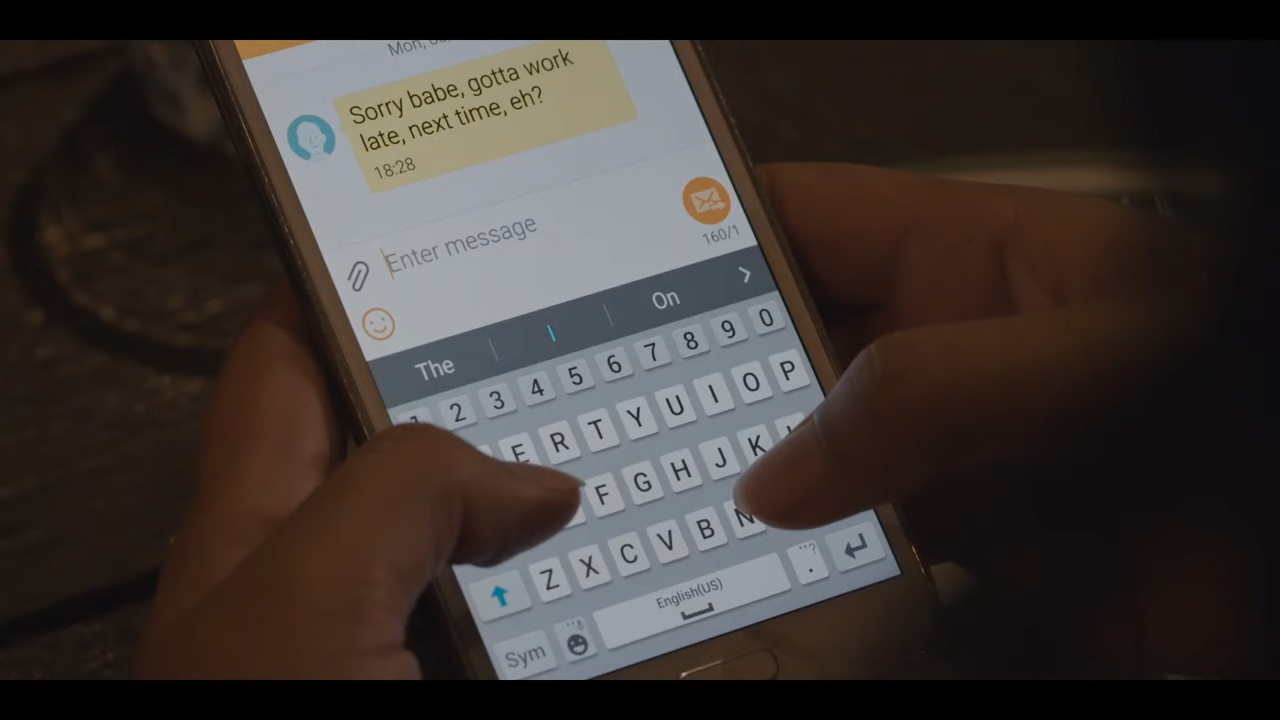 Mon,
Sorry babe, gotta work
late, next time, eh?
18:28
Enter message
160/1
The
On
2 3 4 5 6 7 8 9 0
E R T Y U I O P
F G H J K
Z X C V B N
English(US)
.
Sym